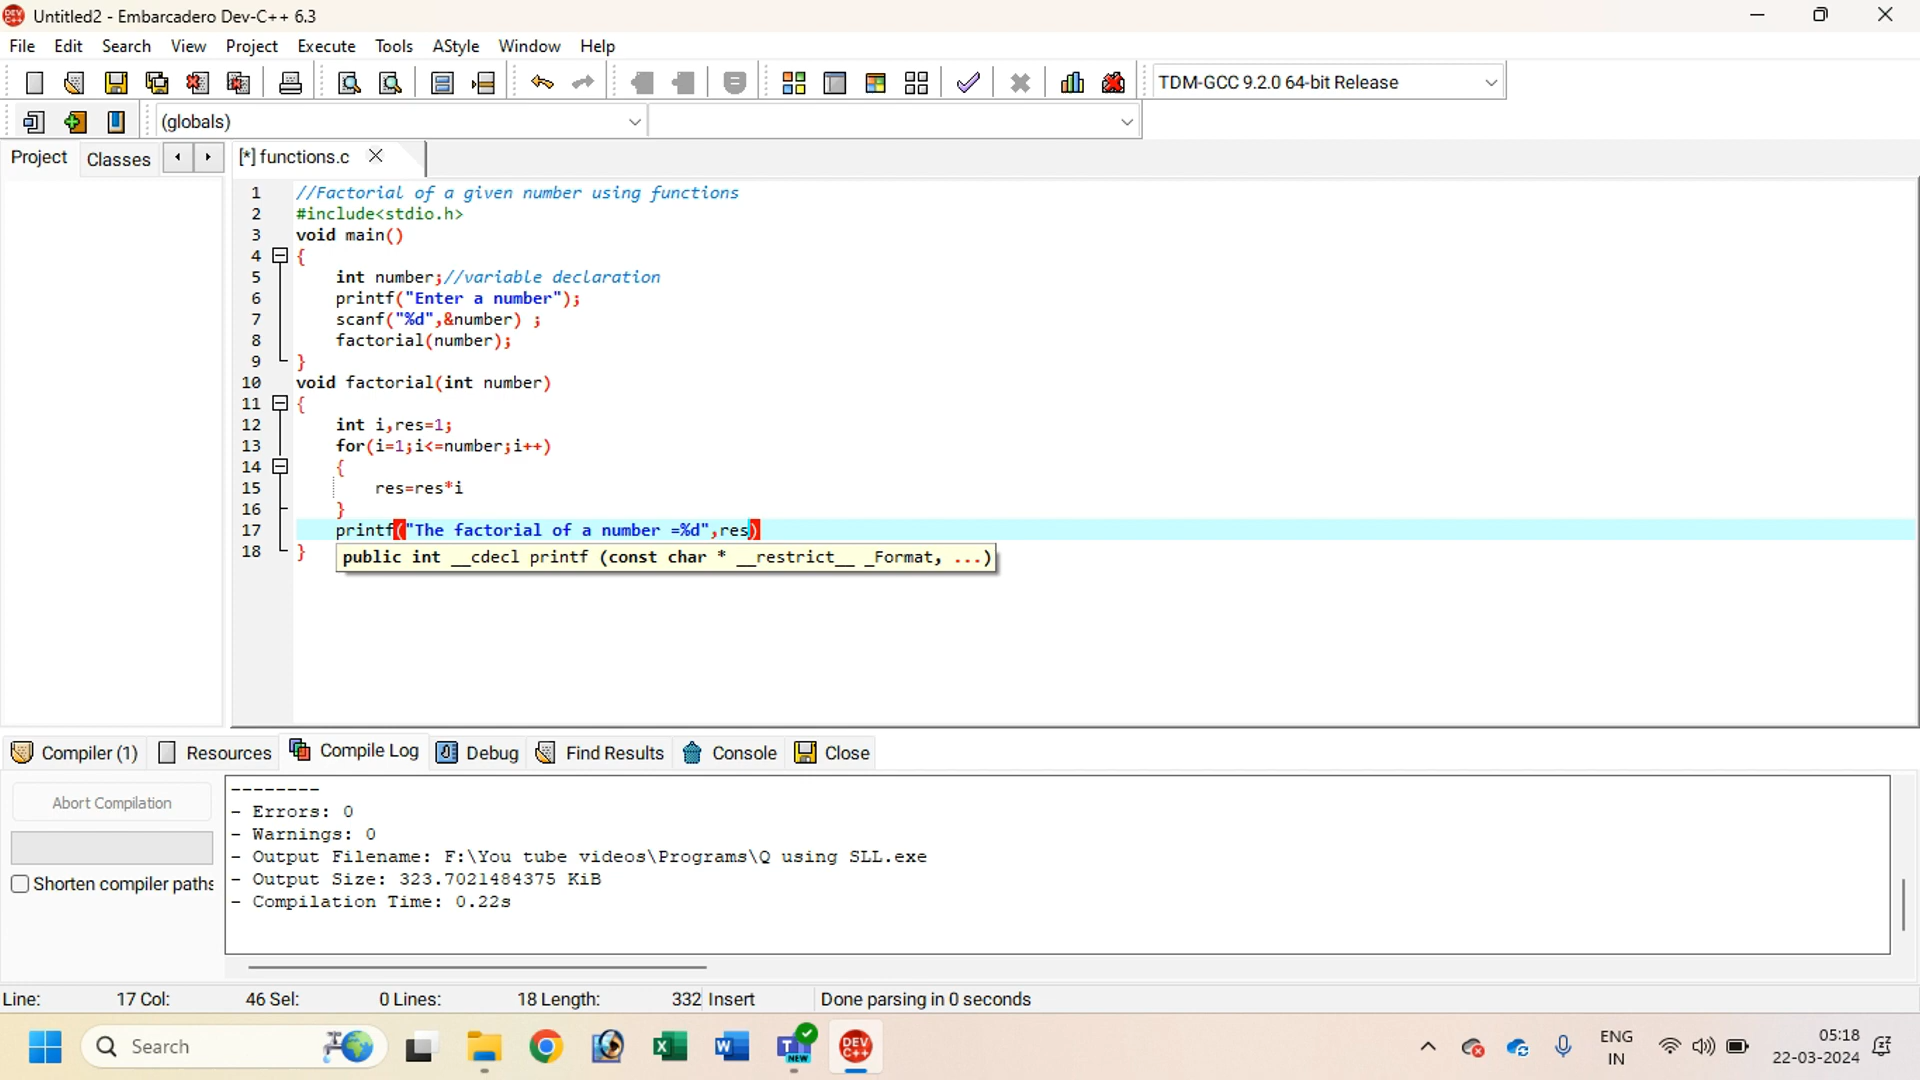 Untitled2 - Embarcadero Dev-C++ 6.3
File Edit Search View Project Execute Tools AStyle Window Help
TDM-GCC 9.2.0 64-bit Release
(globals)
Project Classes [*] functions.c
1 //Factorial of a given number using functions
2 #include<stdio.h>
3 void main()
4 {
5 int number;//variable declaration
6 printf("Enter a number");
7 scanf("%d",&number) ;
8 factorial(number);
9 }
10 void factorial(int number)
11 {
12 int i,res=1;
13 for(i=1;i<=number;i++)
14 {
15 res=res*i
16 }
17 printf("The factorial of a number =%d",res)
18 }
public int __cdecl printf (const char * __restrict__ _Format, ...)
Compiler (1) Resources Compile Log Debug Find Results Console Close
Abort Compilation
Shorten compiler paths
--------
- Errors: 0
- Warnings: 0
- Output Filename: F:\You tube videos\Programs\Q using SLL.exe
- Output Size: 323.7021484375 KiB
- Compilation Time: 0.22s
Line: 17 Col: 46 Sel: 0 Lines: 18 Length: 332 Insert Done parsing in 0 seconds
Search
NEW
DEV C++
ENG
IN
05:18
22-03-2024